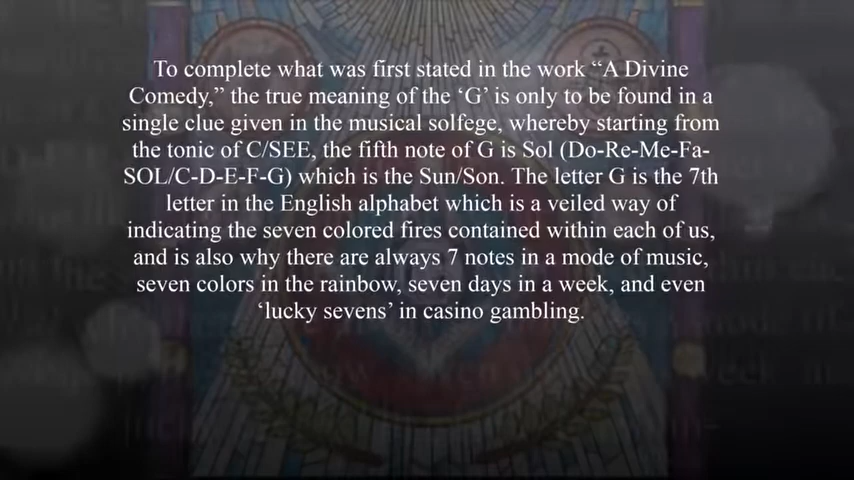 To complete what was first stated in the work “A Divine
Comedy,” the true meaning of the ‘G’ is only to be found in a
single clue given in the musical solfege, whereby starting from
the tonic of C/SEE, the fifth note of G is Sol (Do-Re-Me-Fa-
SOL/C-D-E-F-G) which is the Sun/Son. The letter G is the 7th
letter in the English alphabet which is a veiled way of
indicating the seven colored fires contained within each of us,
and is also why there are always 7 notes in a mode of music,
seven colors in the rainbow, seven days in a week, and even
‘lucky sevens’ in casino gambling.